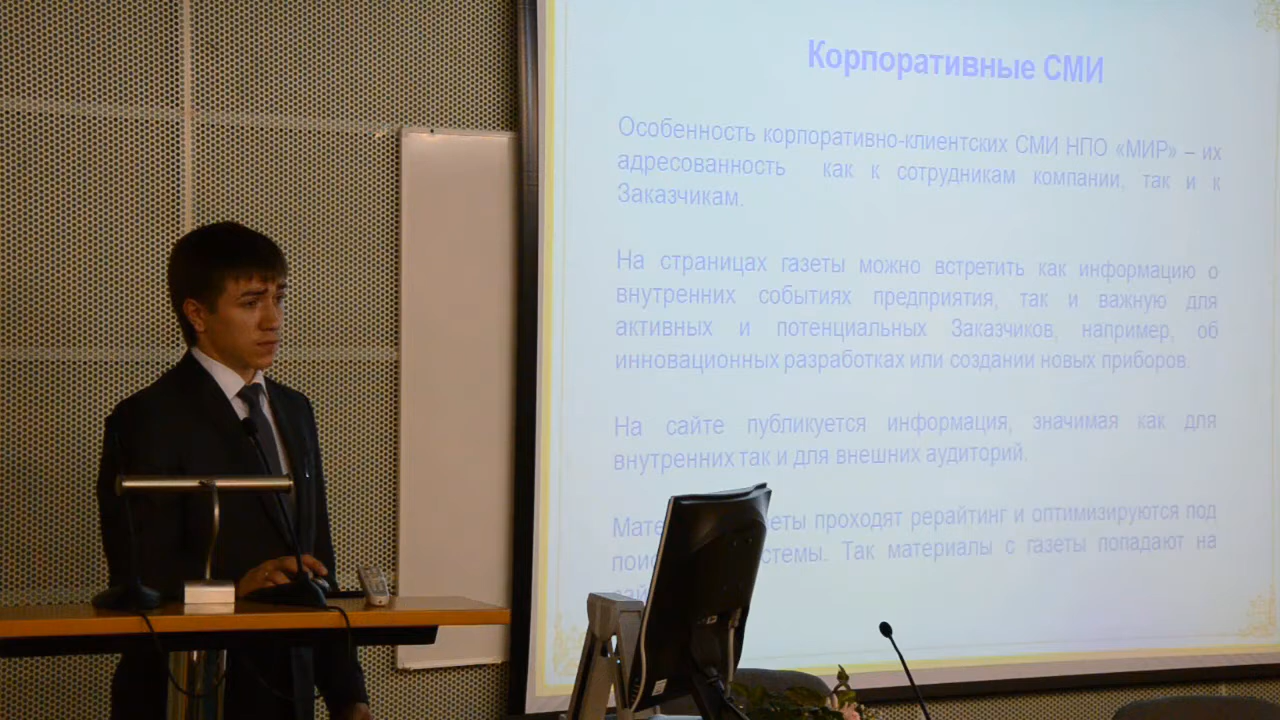 Корпоративные СМИ
Особенность корпоративно-клиентских СМИ НПО «МИР» – их
адресованность как к сотрудникам компании, так и к
Заказчикам.
На страницах газеты можно встретить как информацию о
внутренних событиях предприятия, так и важную для
активных и потенциальных Заказчиков, например, об
инновационных разработках или создании новых приборов.
На сайте публикуется информация, значимая как для
внутренних так и для внешних аудиторий.
проходят рерайтинг и оптимизируются под
Так материалы с газеты попадают на